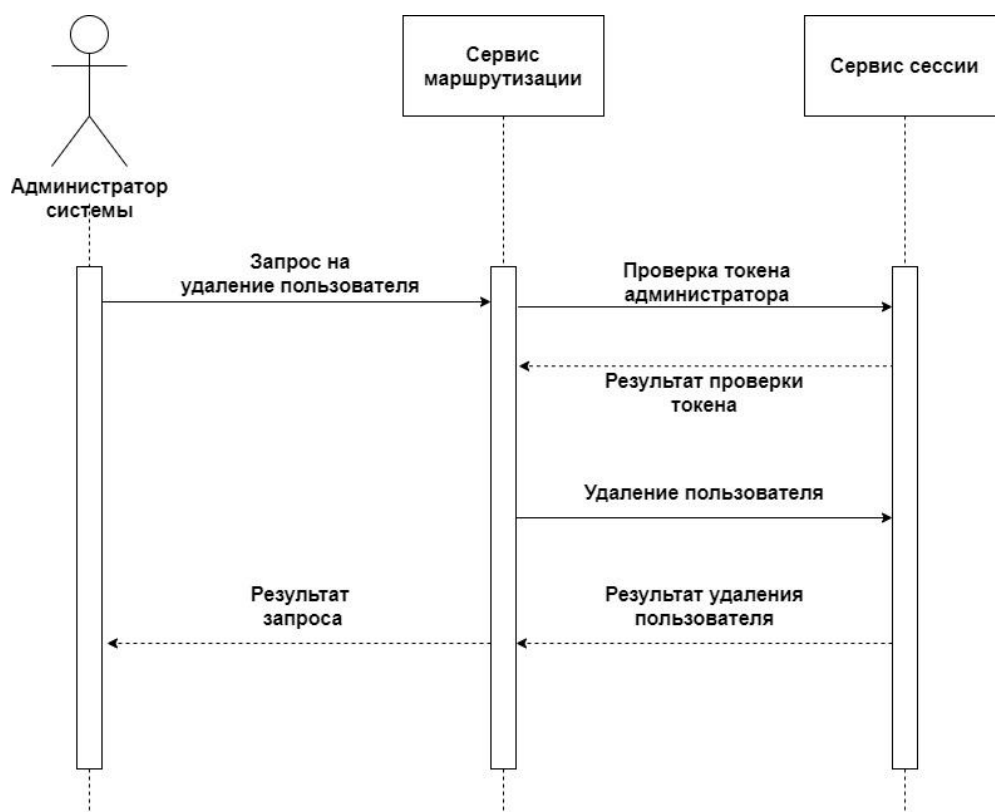 Сервис
маршрутизации
Сервис сессии
Администратор
системы
Запрос на
удаление пользователя
Проверка токена
администратора
Результат проверки
токена
Удаление пользователя
Результат
запроса
Результат удаления
пользователя